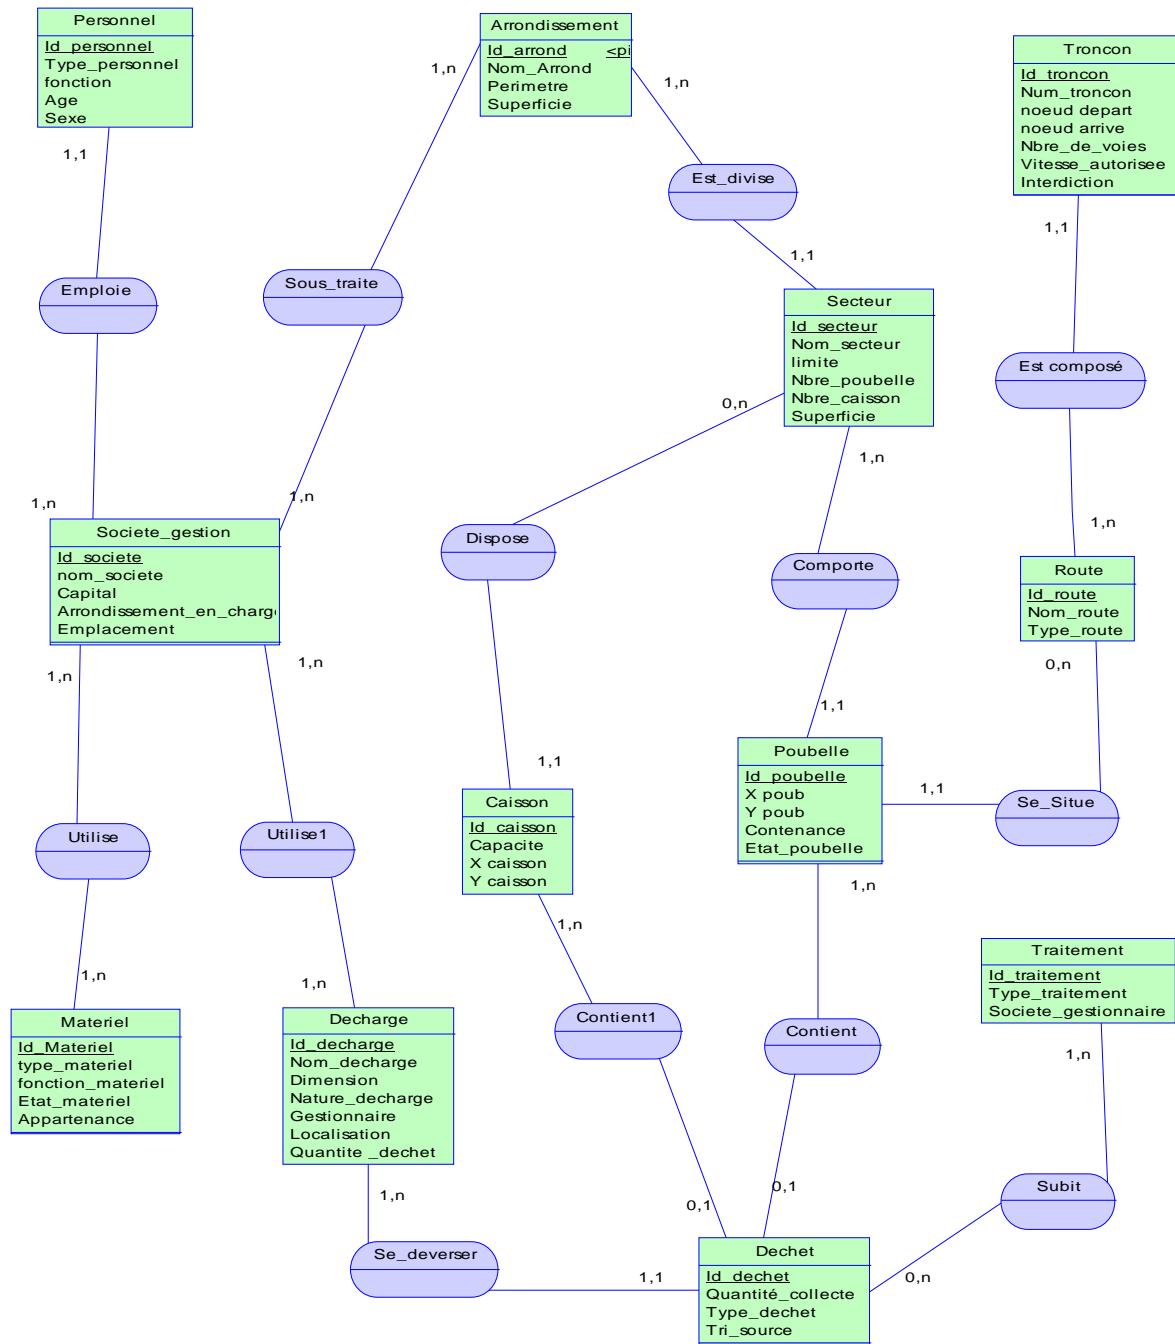 Personnel
Id_personnel
Type_personnel
fonction
Age
Sexe
Arrondissement
Id_arrond <pi
Nom_Arrond
Perimetre
Superficie
Troncon
Id_troncon
Num_troncon
noeud depart
noeud arrive
Nbre_de_voies
Vitesse_autorisee
Interdiction
1,1
1,n
1,n
1,1
Emploie
Sous_traite
Est_divise
1,1
Secteur
Id_secteur
Nom_secteur
limite
Nbre_poubelle
Nbre_caisson
Superficie
Est composé
0,n
1,n
1,n
1,n
1,n
Societe_gestion
Id_societe
nom_societe
Capital
Arrondissement_en_charge
Emplacement
Dispose
Comporte
Route
Id_route
Nom_route
Type_route
1,n
1,n
0,n
1,1
1,1
Caisson
Id_caisson
Capacite
X caisson
Y caisson
Poubelle
Id_poubelle
X poub
Y poub
Contenance
Etat_poubelle
1,1
Se_Situe
Utilise
Utilise1
1,n
1,n
1,n
1,n
Materiel
Id_Materiel
type_materiel
fonction_materiel
Etat_materiel
Appartenance
Decharge
Id_decharge
Nom_decharge
Dimension
Nature_decharge
Gestionnaire
Localisation
Quantite _dechet
Contient1
Contient
Traitement
Id_traitement
Type_traitement
Societe_gestionnaire
1,n
1,n
0,1
0,1
Subit
Se_deverser
1,1
0,n
Dechet
Id_dechet
Quantité_collecte
Type_dechet
Tri_source